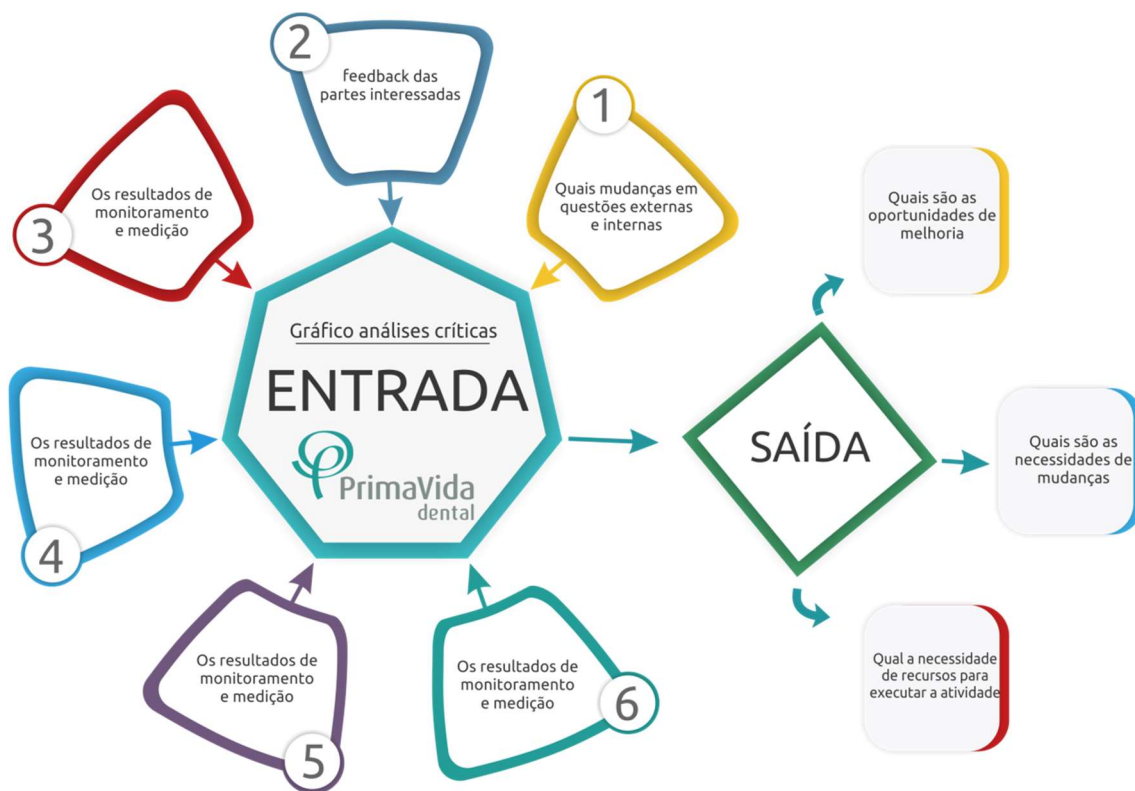 2
feedback das
partes interessadas
1
Quais mudanças em
questões externas
e internas
3
Os resultados de
monitoramento
e medição
4
Os resultados de
monitoramento
e medição
5
Os resultados de
monitoramento
e medição
6
Os resultados de
monitoramento
e medição
Gráfico análises críticas
ENTRADA
PrimaVida
dental
SAÍDA
Quais são as
oportunidades de
melhoria
Quais são as
necessidades de
mudanças
Qual a necessidade
de recursos para
executar a atividade